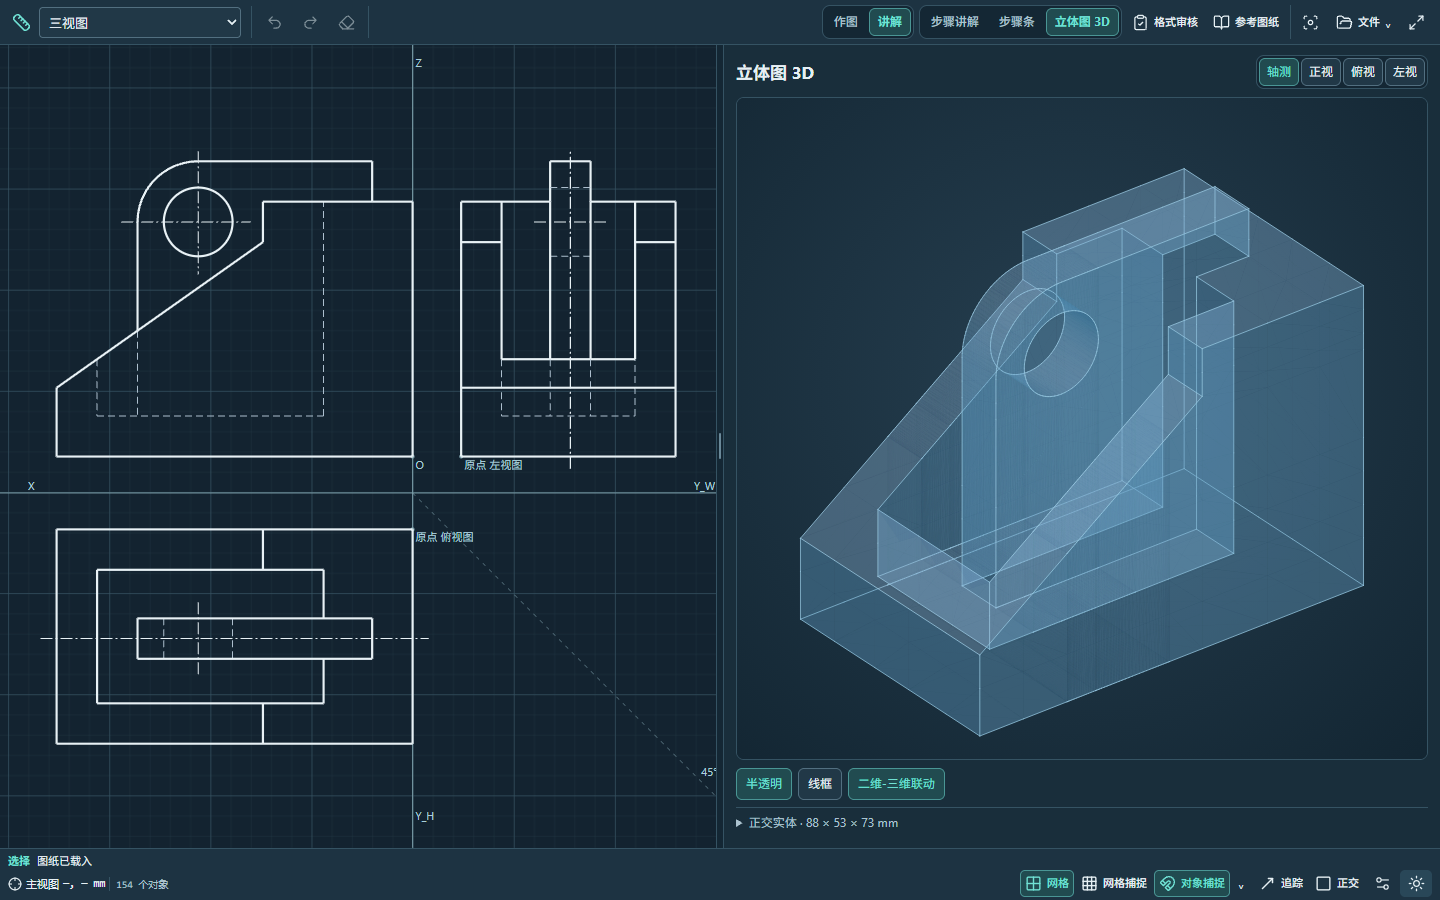 三视图
作图 讲解 步骤讲解 步骤条 立体图 3D 格式审核 参考图纸 文件
立体图 3D
轴测 正视 俯视 左视
Z
O
原点 左视图
X
Y_W
原点 俯视图
45°
Y_H
半透明 线框 二维-三维联动
正交实体 · 88 × 53 × 73 mm
选择 图纸已载入
主视图 —, — mm 154 个对象
网格 网格捕捉 对象捕捉 追踪 正交